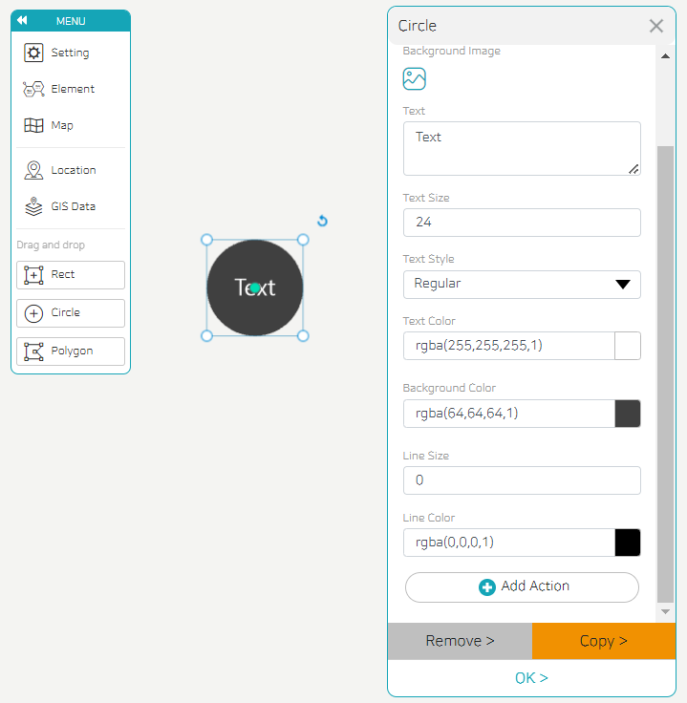 MENU
Setting
Element
Map
Location
GIS Data
Drag and drop
Rect
Circle
Polygon
Text
Circle
Background Image
Text
Text
Text Size
24
Text Style
Regular
Text Color
rgba(255,255,255,1)
Background Color
rgba(64,64,64,1)
Line Size
0
Line Color
rgba(0,0,0,1)
Add Action
Remove >
Copy >
OK >